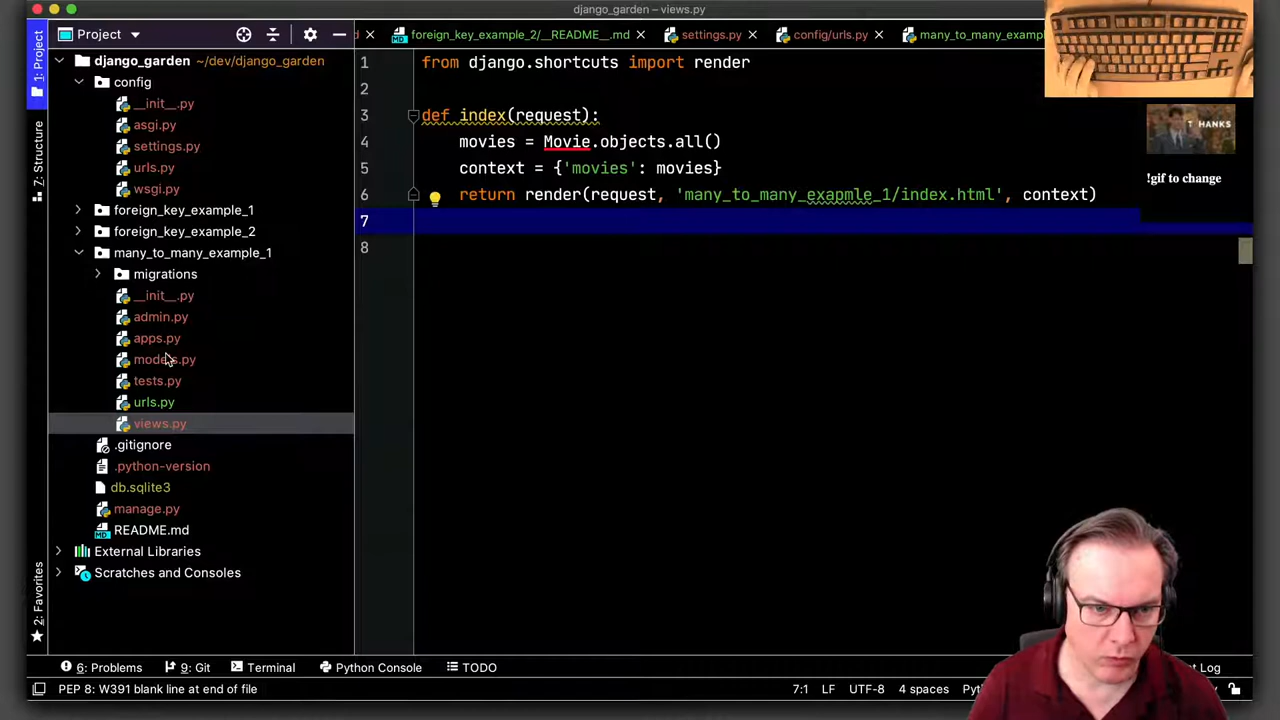 django_garden – views.py
Project
foreign_key_example_2/__README__.md
settings.py
config/urls.py
many_to_many_examp
1: Project
7: Structure
2: Favorites
django_garden ~/dev/django_garden
config
__init__.py
asgi.py
settings.py
urls.py
wsgi.py
foreign_key_example_1
foreign_key_example_2
many_to_many_example_1
migrations
__init__.py
admin.py
apps.py
models.py
tests.py
urls.py
views.py
.gitignore
.python-version
db.sqlite3
manage.py
README.md
External Libraries
Scratches and Consoles
1 from django.shortcuts import render
2
3 def index(request):
4 movies = Movie.objects.all()
5 context = {'movies': movies}
6 return render(request, 'many_to_many_exapmle_1/index.html', context)
7
8
T HANKS
!gif to change
6: Problems
9: Git
Terminal
Python Console
TODO
t Log
PEP 8: W391 blank line at end of file
7:1 LF UTF-8 4 spaces Pyt